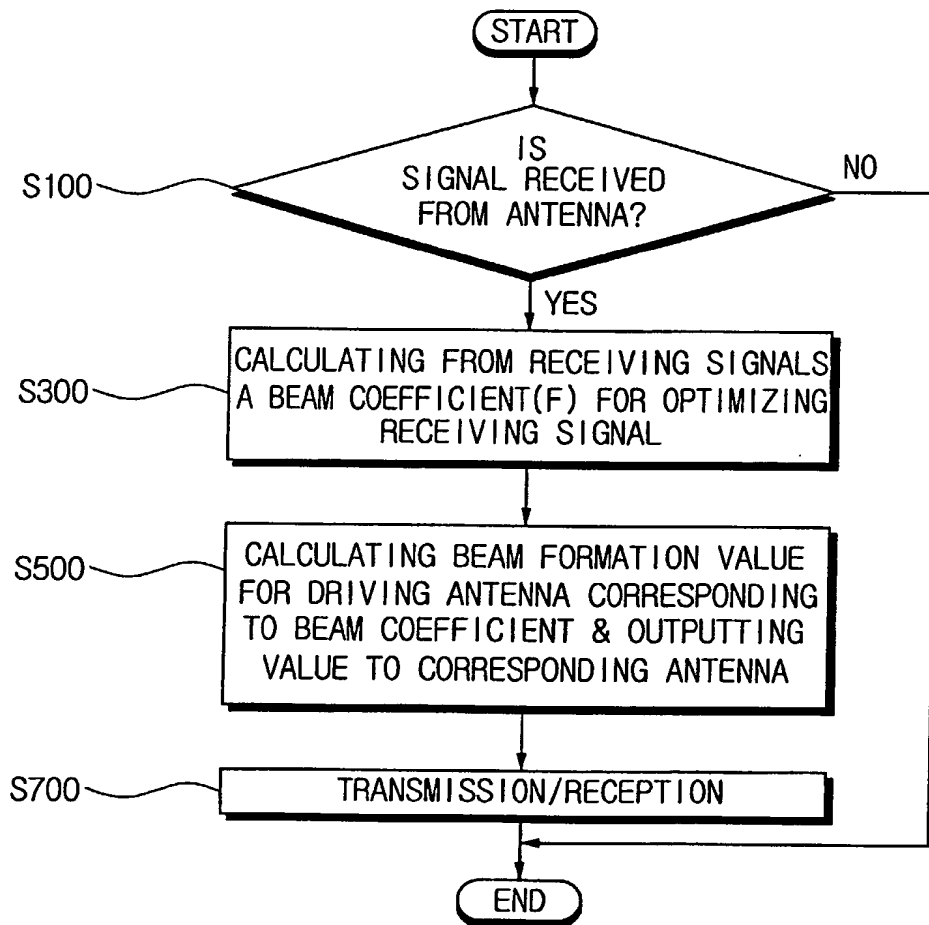 START
IS
SIGNAL RECEIVED
FROM ANTENNA?
S100
NO
YES
CALCULATING FROM RECEIVING SIGNALS
A BEAM COEFFICIENT(F) FOR OPTIMIZING
RECEIVING SIGNAL
S300
CALCULATING BEAM FORMATION VALUE
FOR DRIVING ANTENNA CORRESPONDING
TO BEAM COEFFICIENT & OUTPUTTING
VALUE TO CORRESPONDING ANTENNA
S500
TRANSMISSION/RECEPTION
S700
END